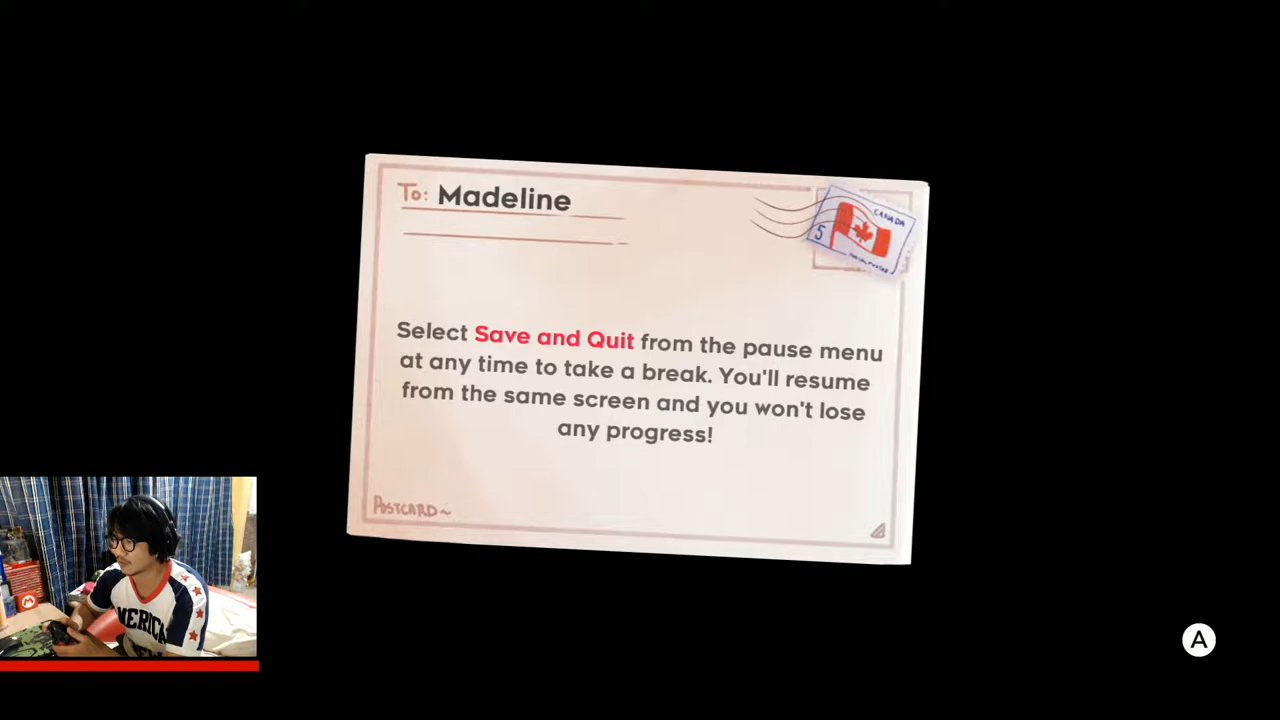 To: Madeline
CANADA
5
Select Save and Quit from the pause menu
at any time to take a break. You'll resume
from the same screen and you won't lose
any progress!
POSTCARD~
A
MERICA